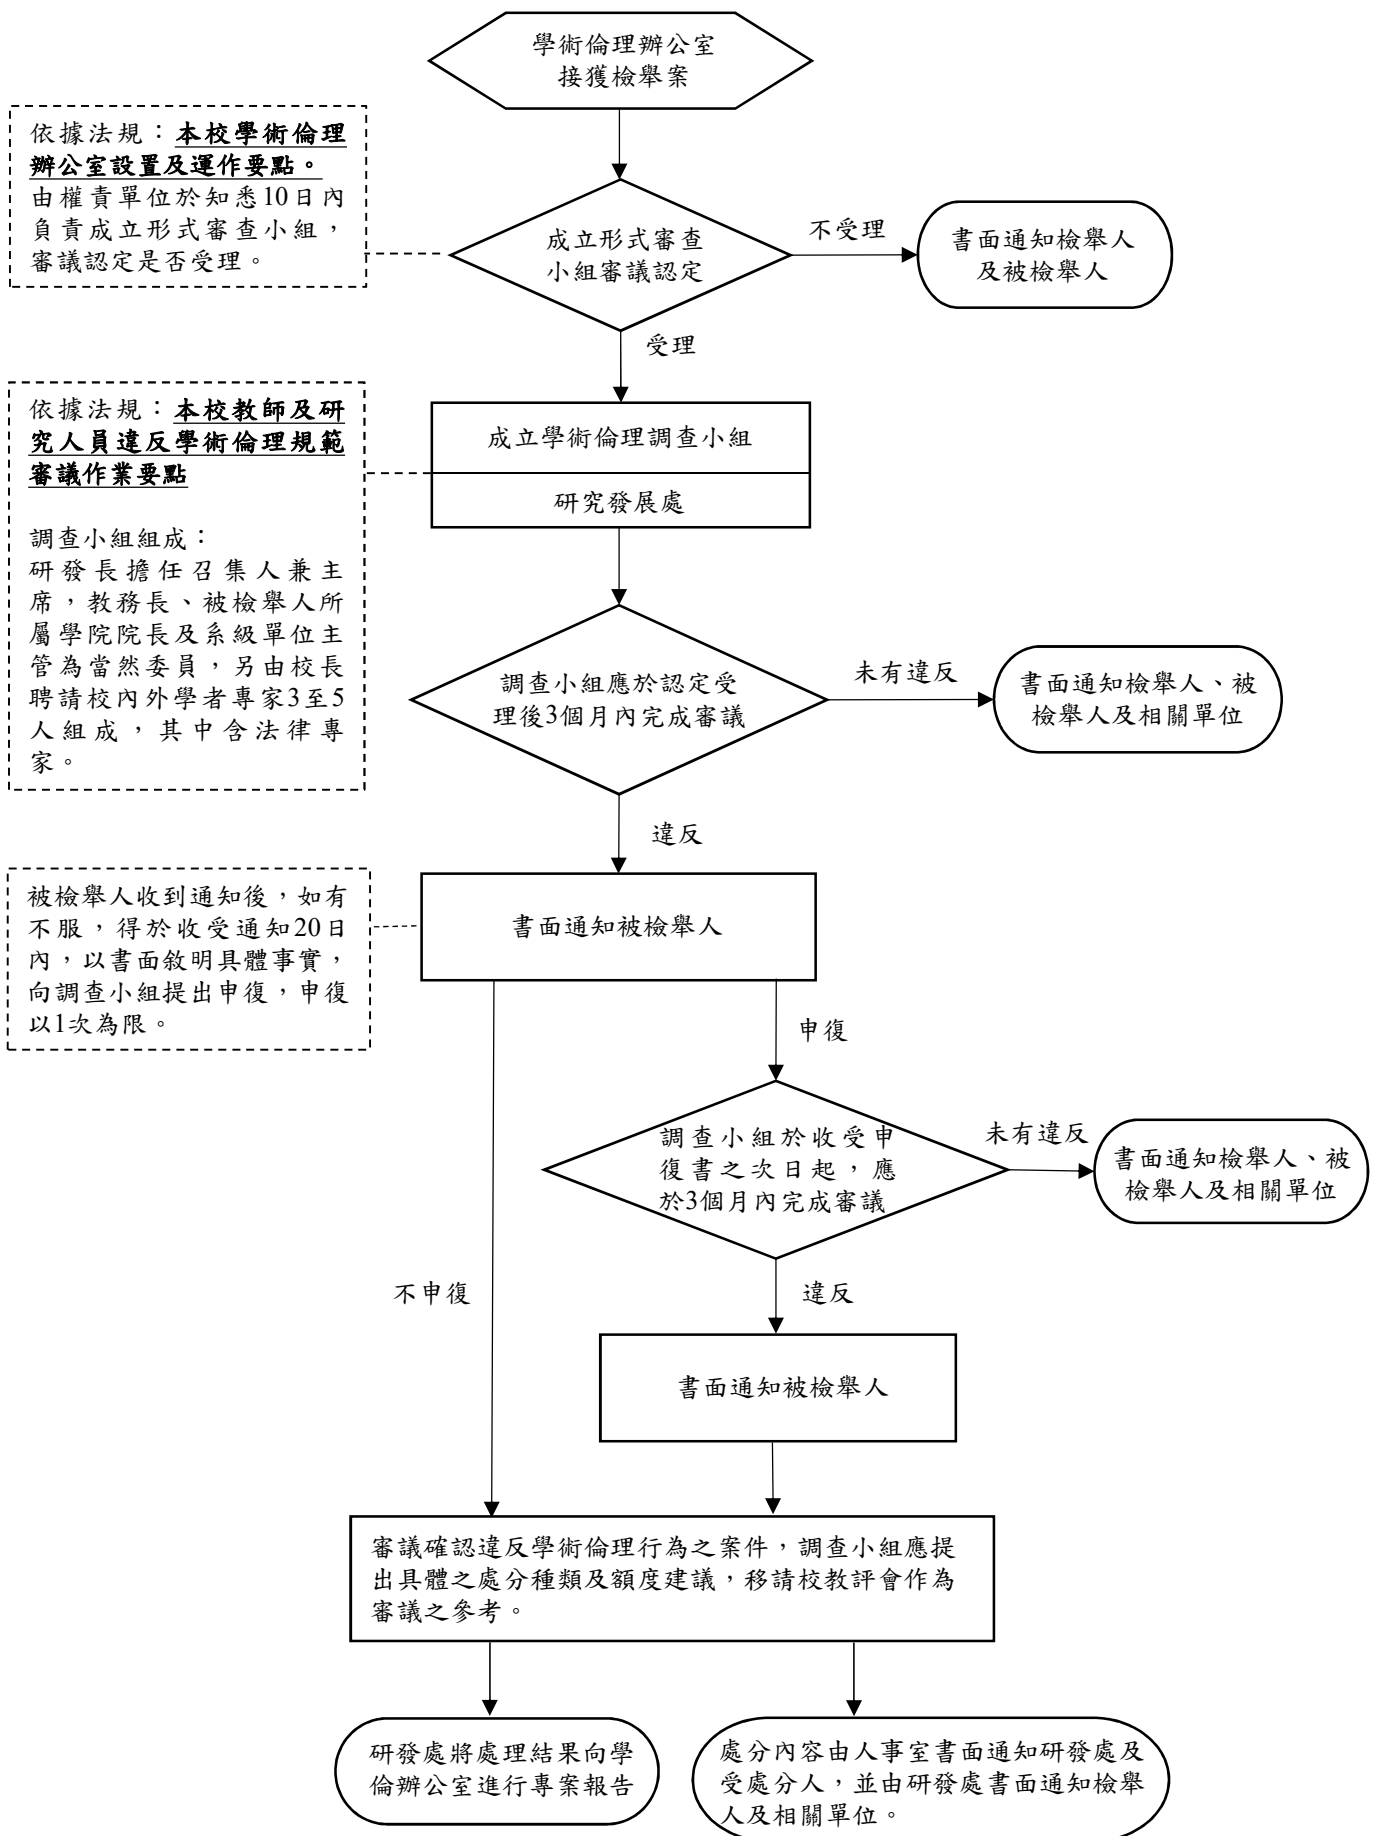 學術倫理辦公室
接獲檢舉案
依據法規：本校學術倫理
辦公室設置及運作要點。
由權責單位於知悉10日內
負責成立形式審查小組，
審議認定是否受理。
成立形式審查
小組審議認定
不受理
書面通知檢舉人
及被檢舉人
受理
依據法規：本校教師及研
究人員違反學術倫理規範
審議作業要點
調查小組組成：
研發長擔任召集人兼主
席，教務長、被檢舉人所
屬學院院長及系級單位主
管為當然委員，另由校長
聘請校內外學者專家3至5
人組成，其中含法律專
家。
成立學術倫理調查小組
研究發展處
調查小組應於認定受
理後3個月內完成審議
未有違反
書面通知檢舉人、被
檢舉人及相關單位
違反
被檢舉人收到通知後，如有
不服，得於收受通知20日
內，以書面敘明具體事實，
向調查小組提出申復，申復
以1次為限。
書面通知被檢舉人
申復
調查小組於收受申
復書之次日起，應
於3個月內完成審議
未有違反
書面通知檢舉人、被
檢舉人及相關單位
不申復
違反
書面通知被檢舉人
審議確認違反學術倫理行為之案件，調查小組應提
出具體之處分種類及額度建議，移請校教評會作為
審議之參考。
研發處將處理結果向學
倫辦公室進行專案報告
處分內容由人事室書面通知研發處及
受處分人，並由研發處書面通知檢舉
人及相關單位。